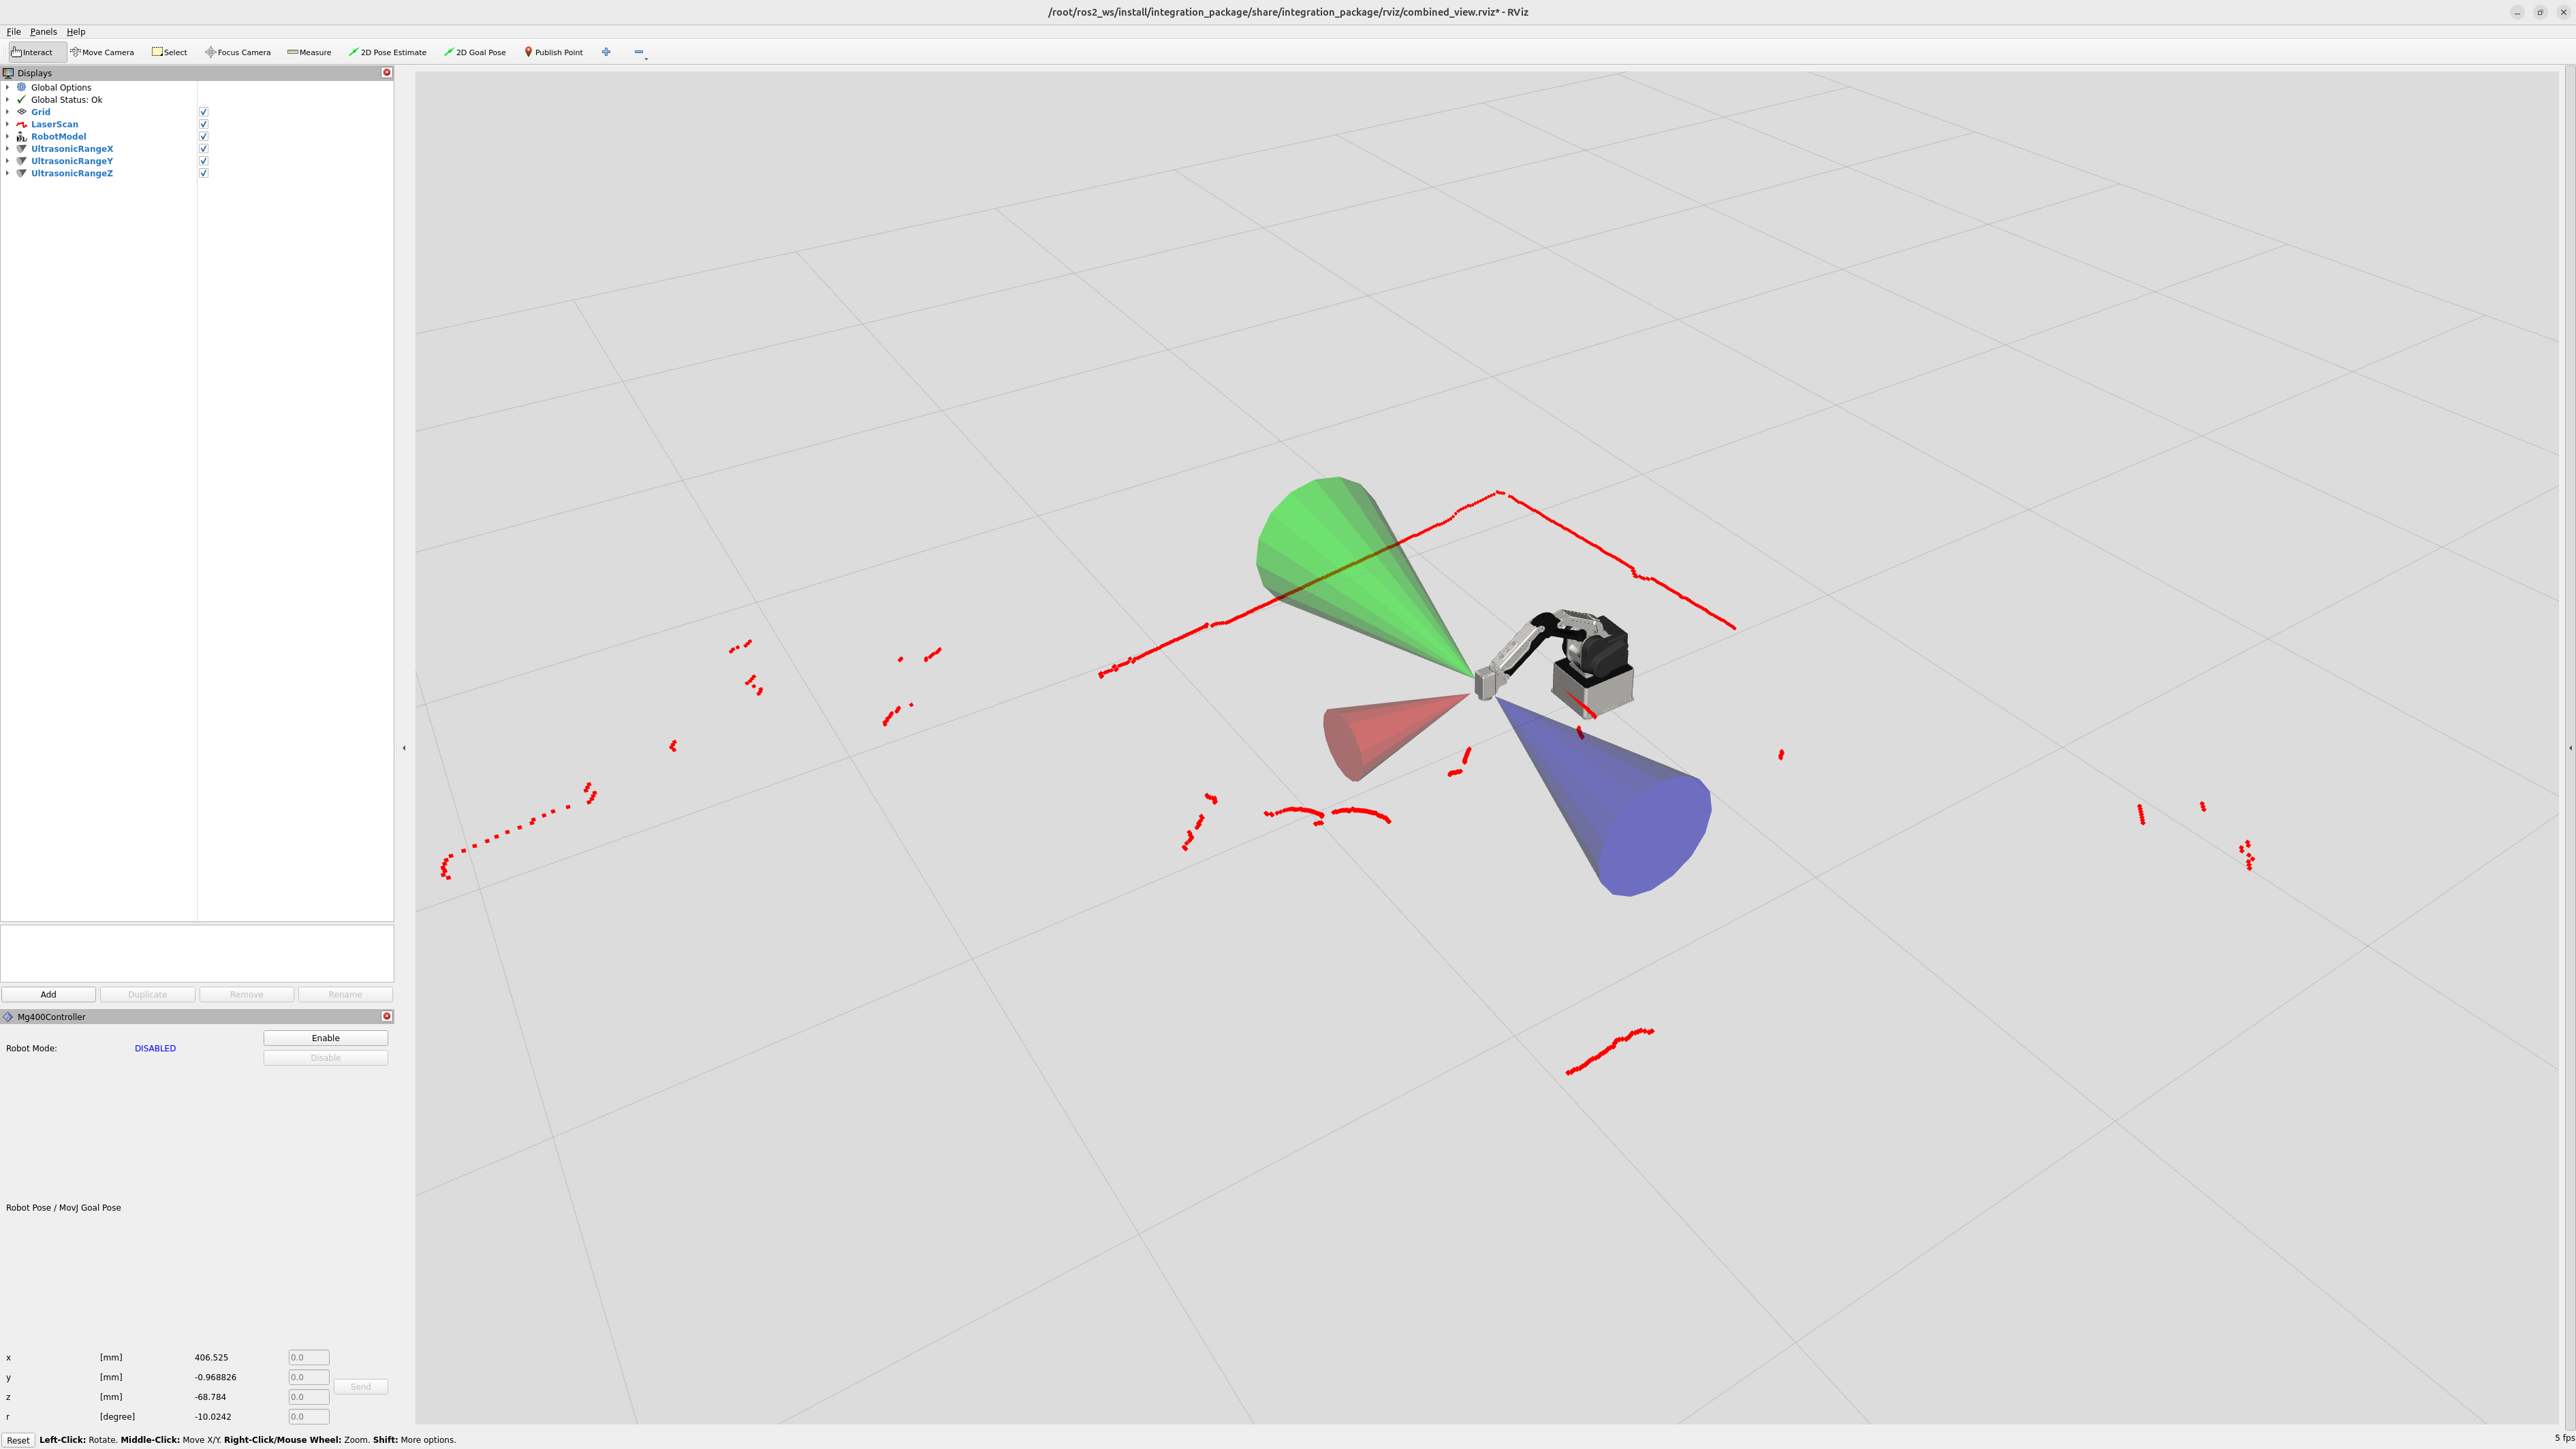 /root/ros2_ws/install/integration_package/share/integration_package/rviz/combined_view.rviz* - RViz
File Panels Help
Interact Move Camera Select Focus Camera Measure 2D Pose Estimate 2D Goal Pose Publish Point
Displays
Global Options
Global Status: Ok
Grid
LaserScan
RobotModel
UltrasonicRangeX
UltrasonicRangeY
UltrasonicRangeZ
Add Duplicate Remove Rename
Mg400Controller
Enable
Robot Mode: DISABLED
Disable
Robot Pose / MovJ Goal Pose
x [mm] 406.525 0.0
y [mm] -0.968826 0.0
Send
z [mm] -68.784 0.0
r [degree] -10.0242 0.0
Reset Left-Click: Rotate. Middle-Click: Move X/Y. Right-Click/Mouse Wheel: Zoom. Shift: More options. 5 fps